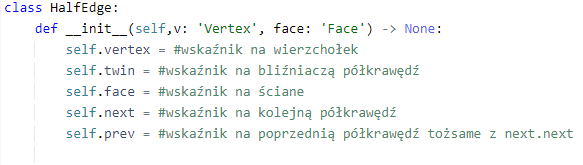 class HalfEdge:
def __init__(self,v: 'Vertex', face: 'Face') -> None:
self.vertex = #wskaźnik na wierzchołek
self.twin = #wskaźnik na bliźniaczą półkrawędź
self.face = #wskaźnik na ściane
self.next = #wskaźnik na kolejną półkrawędź
self.prev = #wskaźnik na poprzednią półkrawędź tożsame z next.next